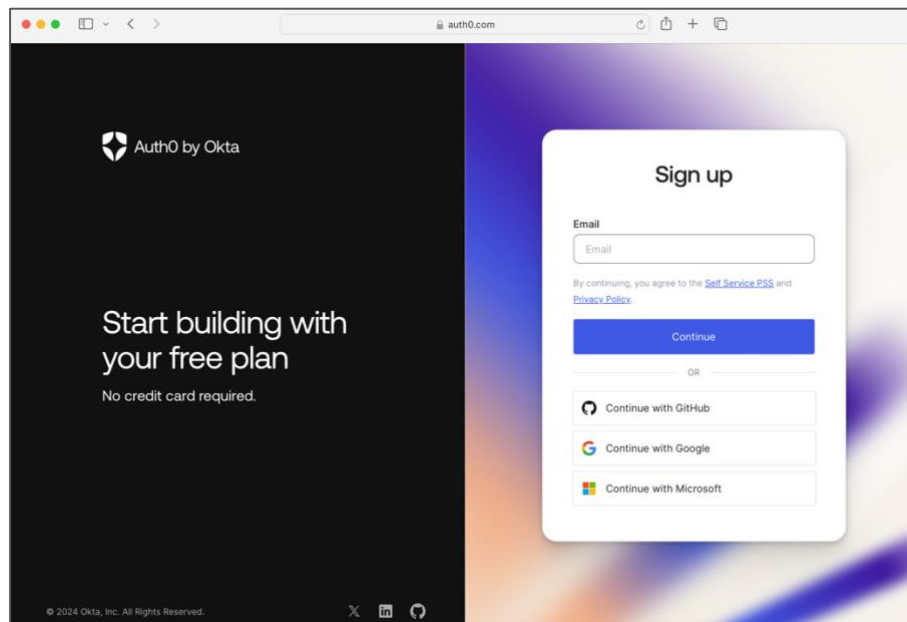 auth0.com
Auth0 by Okta
Start building with
your free plan
No credit card required.
© 2024 Okta, Inc. All Rights Reserved.
Sign up
Email
Email
By continuing, you agree to the Self Service PSS and
Privacy Policy.
Continue
OR
Continue with GitHub
Continue with Google
Continue with Microsoft